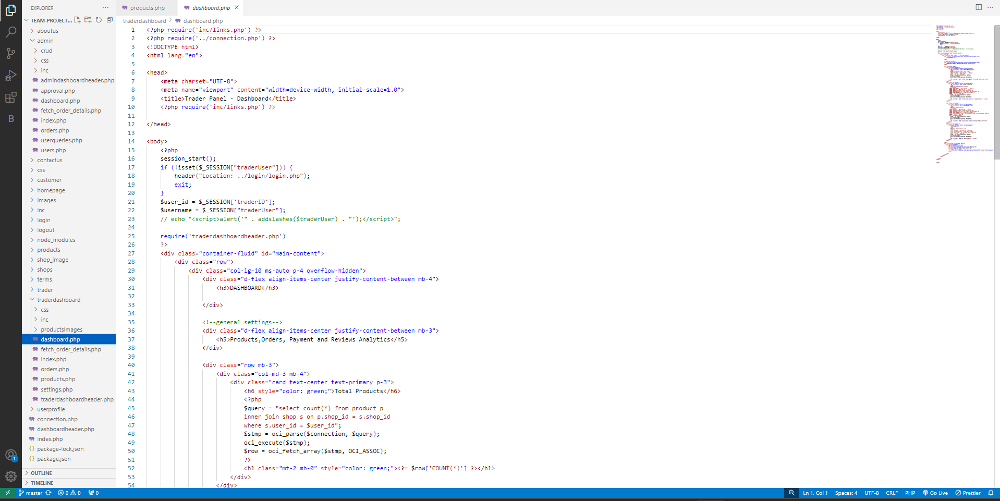 EXPLORER
products.php
dashboard.php
TEAM-PROJECT...
traderdashboard > dashboard.php
aboutus
admin
crud
css
inc
admindashboardheader.php
approval.php
dashboard.php
fetch_order_details.php
index.php
orders.php
userqueries.php
users.php
contactus
css
customer
homepage
Images
inc
login
logout
node_modules
products
shop_image
shops
terms
trader
traderdashboard
css
inc
productsImages
dashboard.php
fetch_order_details.php
index.php
orders.php
products.php
settings.php
traderdashboardheader.php
userprofile
connection.php
dashboardheader.php
index.php
package-lock.json
package.json
OUTLINE
TIMELINE
1 <?php require('inc/links.php') ?>
2 <?php require('../connection.php') ?>
3 <!DOCTYPE html>
4 <html lang="en">
5
6 <head>
7 <meta charset="UTF-8">
8 <meta name="viewport" content="width=device-width, initial-scale=1.0">
9 <title>Trader Panel - Dashboard</title>
10 <?php require('inc/links.php') ?>
11
12 </head>
13
14 <body>
15 <?php
16 session_start();
17 if (!isset($_SESSION["traderUser"])) {
18 header("Location: ../login/login.php");
19 exit;
20 }
21 $user_id = $_SESSION['traderID'];
22 $username = $_SESSION["traderUser"];
23 // echo "<script>alert('" . addslashes($traderUser) . "');</script>";
24
25 require('traderdashboardheader.php')
26 ?>
27 <div class="container-fluid" id="main-content">
28 <div class="row">
29 <div class="col-lg-10 ms-auto p-4 overflow-hidden">
30 <div class="d-flex align-items-center justify-content-between mb-4">
31 <h3>DASHBOARD</h3>
32
33 </div>
34
35 <!--general settings-->
36 <div class="d-flex align-items-center justify-content-between mb-3">
37 <h5>Products,Orders, Payment and Reviews Analytics</h5>
38 </div>
39
40 <div class="row mb-3">
41 <div class="col-md-3 mb-4">
42 <div class="card text-center text-primary p-3">
43 <h6 style="color: green;">Total Products</h6>
44 <?php
45 $query = "select count(*) from product p
46 inner join shop s on p.shop_id = s.shop_id
47 where s.user_id = $user_id";
48 $stmp = oci_parse($connection, $query);
49 oci_execute($stmp);
50 $row = oci_fetch_array($stmp, OCI_ASSOC);
51 ?>
52 <h1 class="mt-2 mb-0" style="color: green;"><?= $row['COUNT(*)'] ?></h1>
53 </div>
54 </div>
B
1
master 0 0 0
Ln 1, Col 1 Spaces: 4 UTF-8 CRLF PHP Go Live Prettier